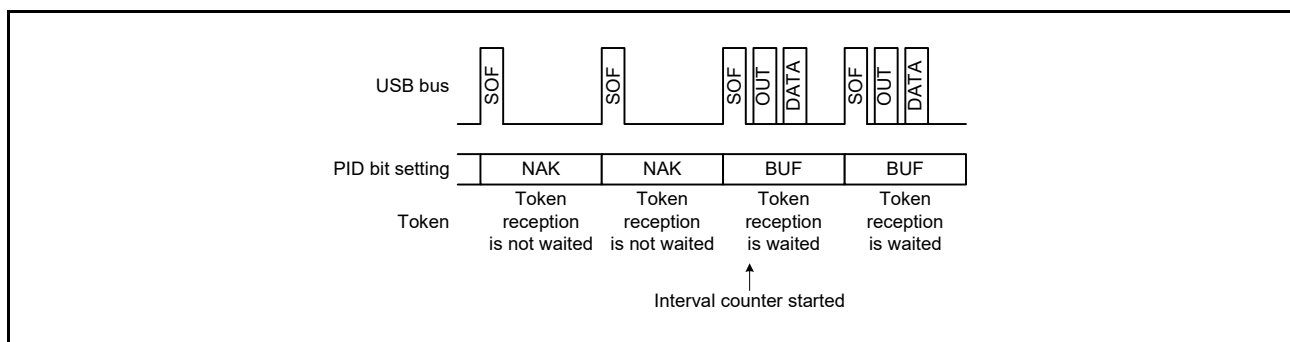 USB bus
SOF
SOF
SOF
OUT
DATA
SOF
OUT
DATA
PID bit setting
NAK
NAK
BUF
BUF
Token
Token
reception
is not waited
Token
reception
is not waited
Token
reception
is waited
Token
reception
is waited
Interval counter started